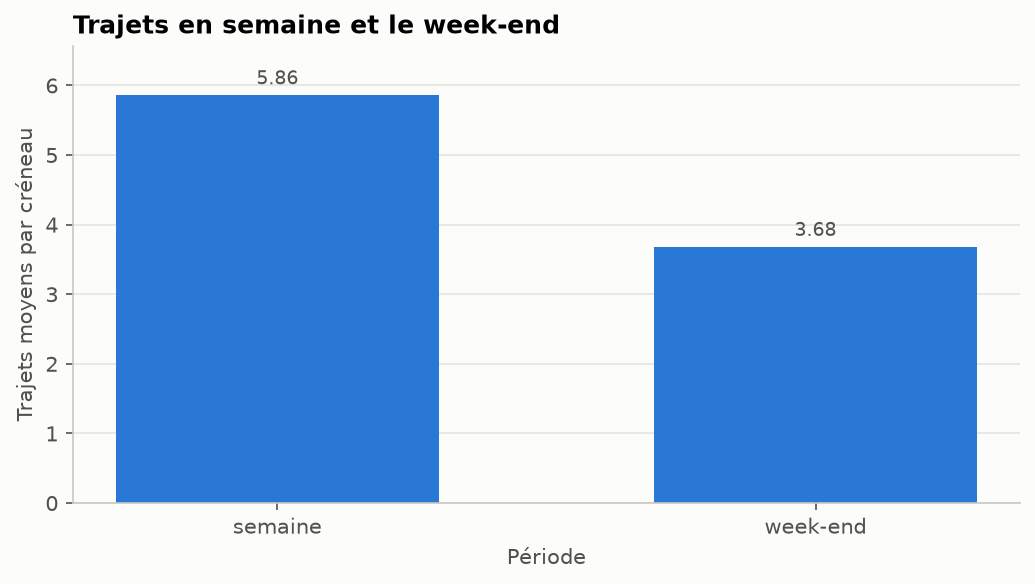 Trajets en semaine et le week-end
5.86
3.68
6
5
4
3
2
1
0
Trajets moyens par créneau
semaine
week-end
Période